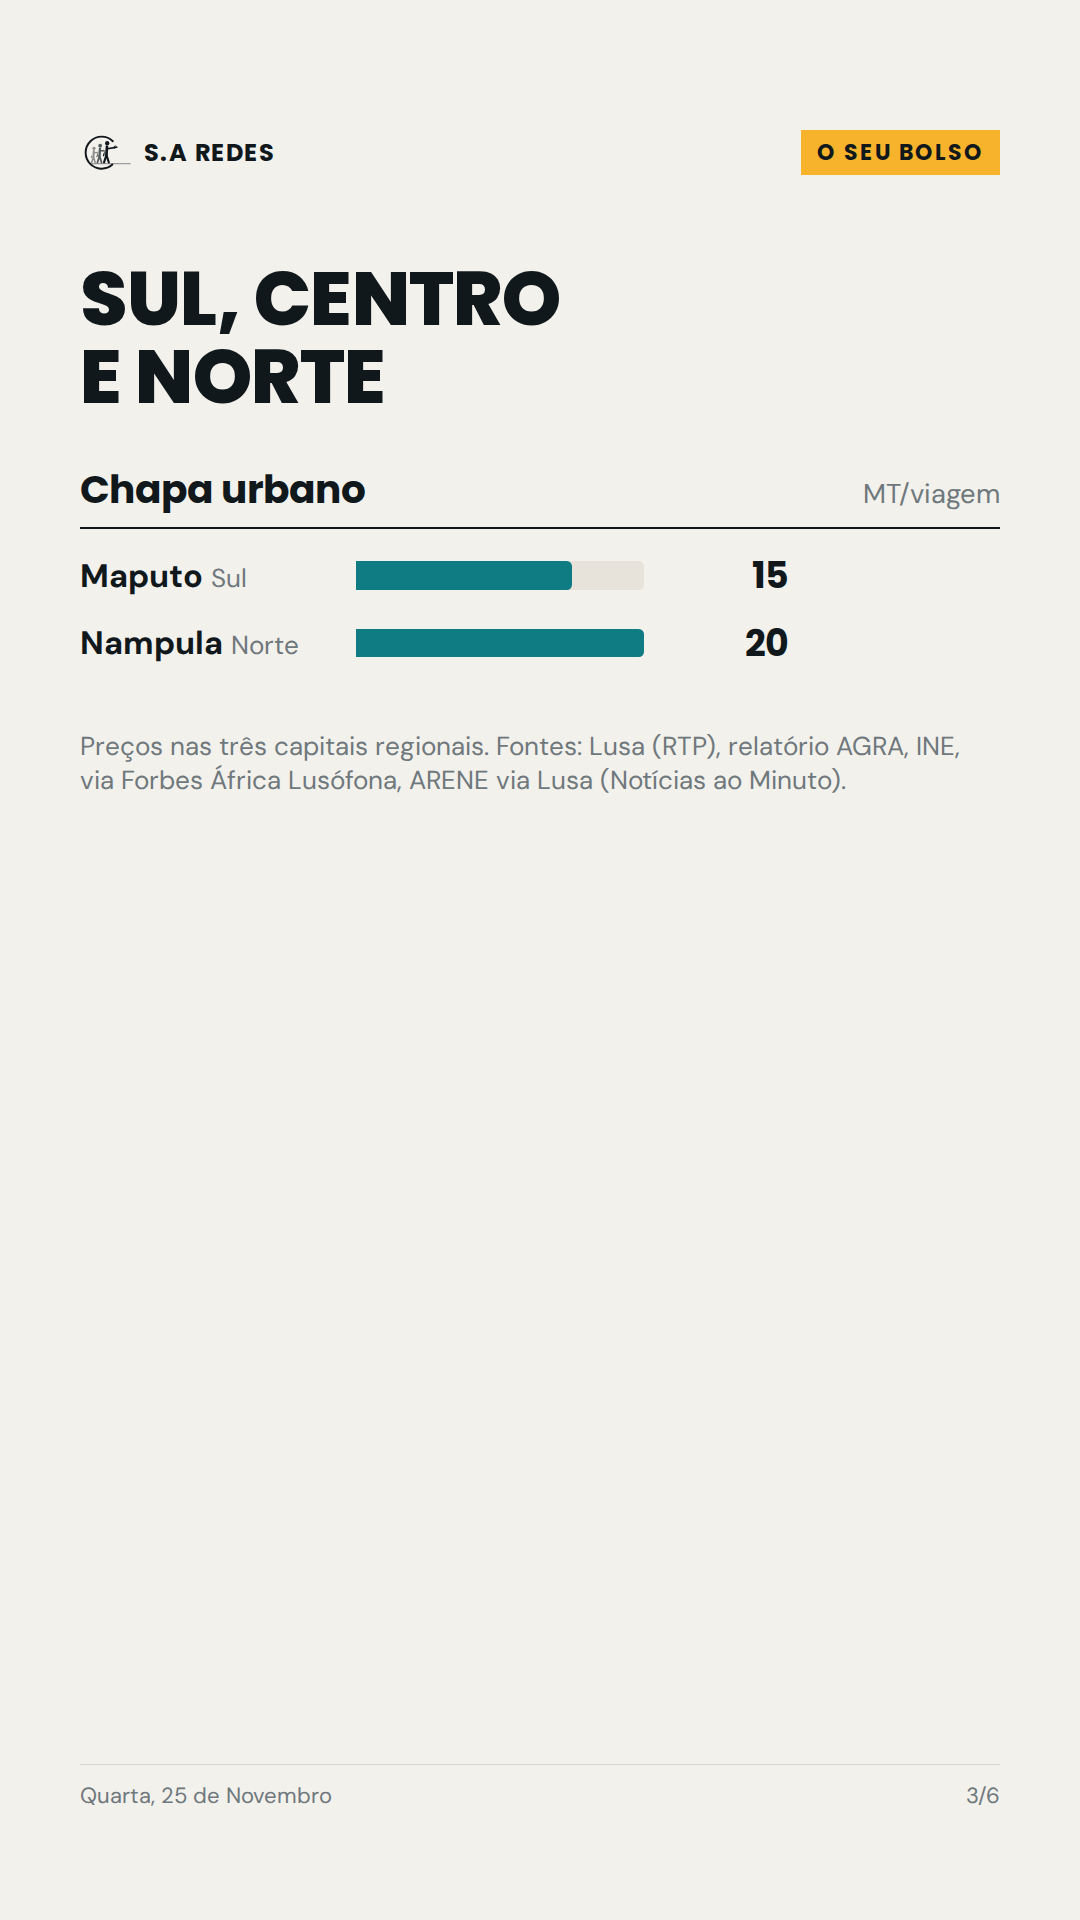 S.A REDES
O SEU BOLSO
SUL, CENTRO
E NORTE
Chapa urbano MT/viagem
Maputo Sul 15
Nampula Norte 20
Preços nas três capitais regionais. Fontes: Lusa (RTP), relatório AGRA, INE,
via Forbes África Lusófona, ARENE via Lusa (Notícias ao Minuto).
Quarta, 25 de Novembro 3/6